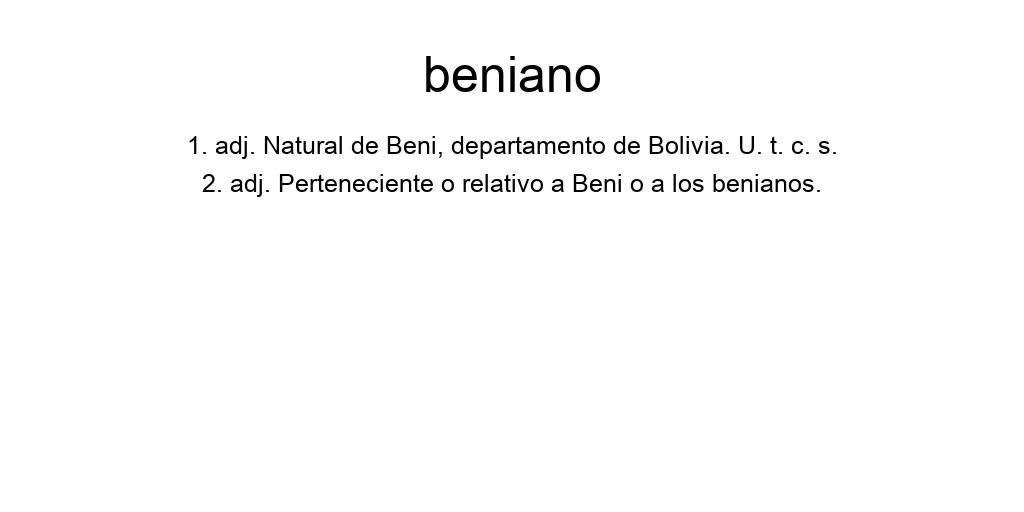 beniano
1. adj. Natural de Beni, departamento de Bolivia. U. t. c. s.
2. adj. Perteneciente o relativo a Beni o a los benianos.